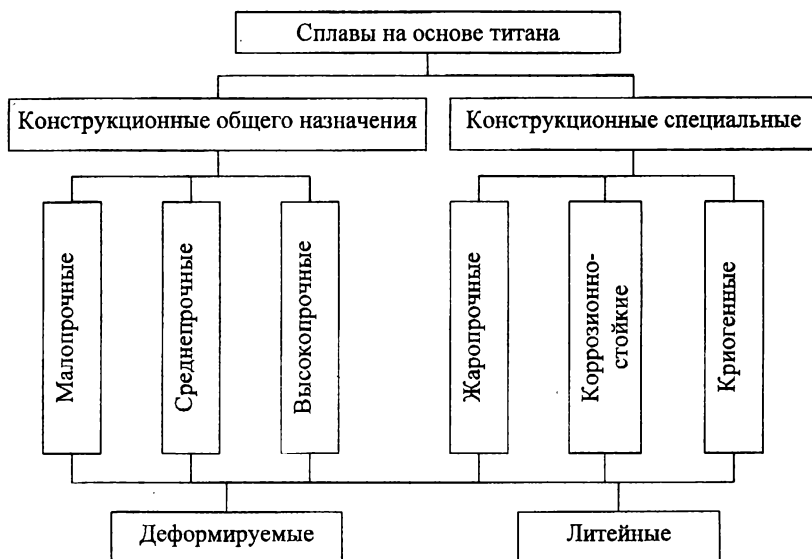 Сплавы на основе титана
Конструкционные общего назначения
Конструкционные специальные
Малопрочные
Среднепрочные
Высокопрочные
Жаропрочные
Коррозионно-
стойкие
Криогенные
Деформируемые
Литейные